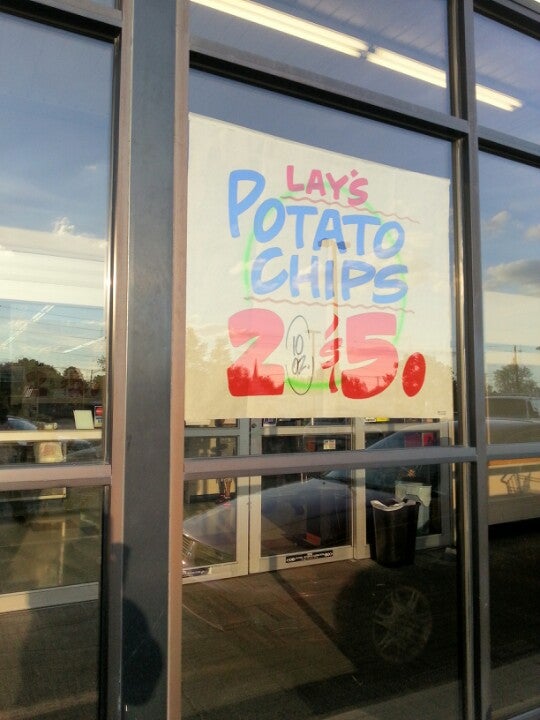 LAY'S
POTATO
CHIPS
2 10 OZ. $5.